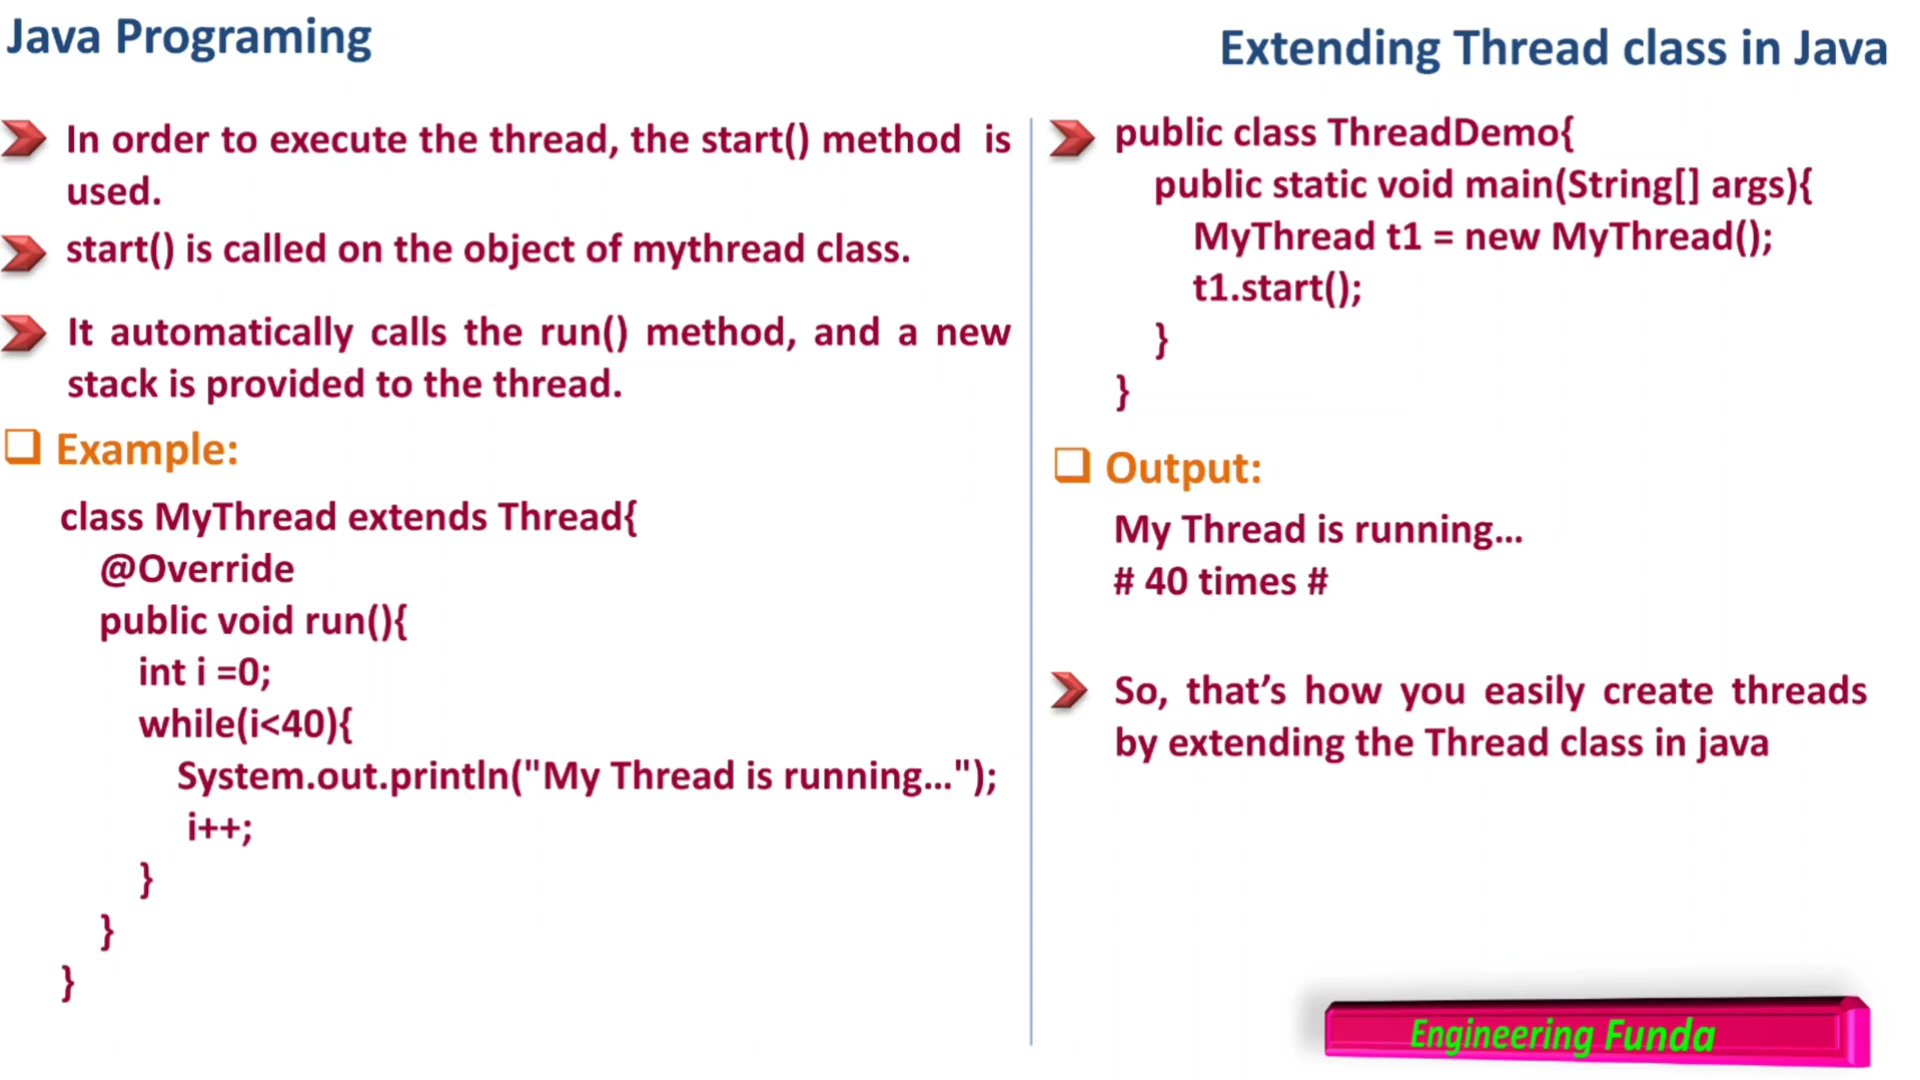 Java Programing
Extending Thread class in Java
In order to execute the thread, the start() method is
used.
start() is called on the object of mythread class.
It automatically calls the run() method, and a new
stack is provided to the thread.
Example:
class MyThread extends Thread{
@Override
public void run(){
int i =0;
while(i<40){
System.out.println("My Thread is running...");
i++;
}
}
}
public class ThreadDemo{
public static void main(String[] args){
MyThread t1 = new MyThread();
t1.start();
}
}
Output:
My Thread is running...
# 40 times #
So, that’s how you easily create threads
by extending the Thread class in java
Engineering Funda